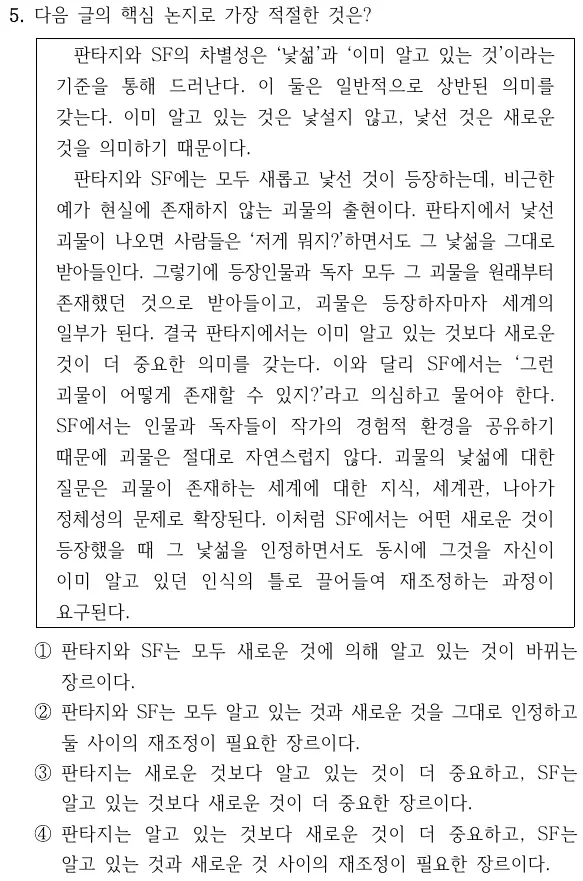 5. 다음 글의 핵심 논지로 가장 적절한 것은?
판타지와 SF의 차별성은 ‘낯섦’과 ‘이미 알고 있는 것’이라는
기준을 통해 드러난다. 이 둘은 일반적으로 상반된 의미를
갖는다. 이미 알고 있는 것은 낯설지 않고, 낯선 것은 새로운
것을 의미하기 때문이다.
판타지와 SF에는 모두 새롭고 낯선 것이 등장하는데, 비근한
예가 현실에 존재하지 않는 괴물의 출현이다. 판타지에서 낯선
괴물이 나오면 사람들은 ‘저게 뭐지?’하면서도 그 낯섦을 그대로
받아들인다. 그렇기에 등장인물과 독자 모두 그 괴물을 원래부터
존재했던 것으로 받아들이고, 괴물은 등장하자마자 세계의
일부가 된다. 결국 판타지에서는 이미 알고 있는 것보다 새로운
것이 더 중요한 의미를 갖는다. 이와 달리 SF에서는 ‘그런
괴물이 어떻게 존재할 수 있지?’라고 의심하고 물어야 한다.
SF에서는 인물과 독자들이 작가의 경험적 환경을 공유하기
때문에 괴물은 절대로 자연스럽지 않다. 괴물의 낯섦에 대한
질문은 괴물이 존재하는 세계에 대한 지식, 세계관, 나아가
정체성의 문제로 확장된다. 이처럼 SF에서는 어떤 새로운 것이
등장했을 때 그 낯섦을 인정하면서도 동시에 그것을 자신이
이미 알고 있던 인식의 틀로 끌어들여 재조정하는 과정이
요구된다.
① 판타지와 SF는 모두 새로운 것에 의해 알고 있는 것이 바뀌는
장르이다.
② 판타지와 SF는 모두 알고 있는 것과 새로운 것을 그대로 인정하고
둘 사이의 재조정이 필요한 장르이다.
③ 판타지는 새로운 것보다 알고 있는 것이 더 중요하고, SF는
알고 있는 것보다 새로운 것이 더 중요한 장르이다.
④ 판타지는 알고 있는 것보다 새로운 것이 더 중요하고, SF는
알고 있는 것과 새로운 것 사이의 재조정이 필요한 장르이다.